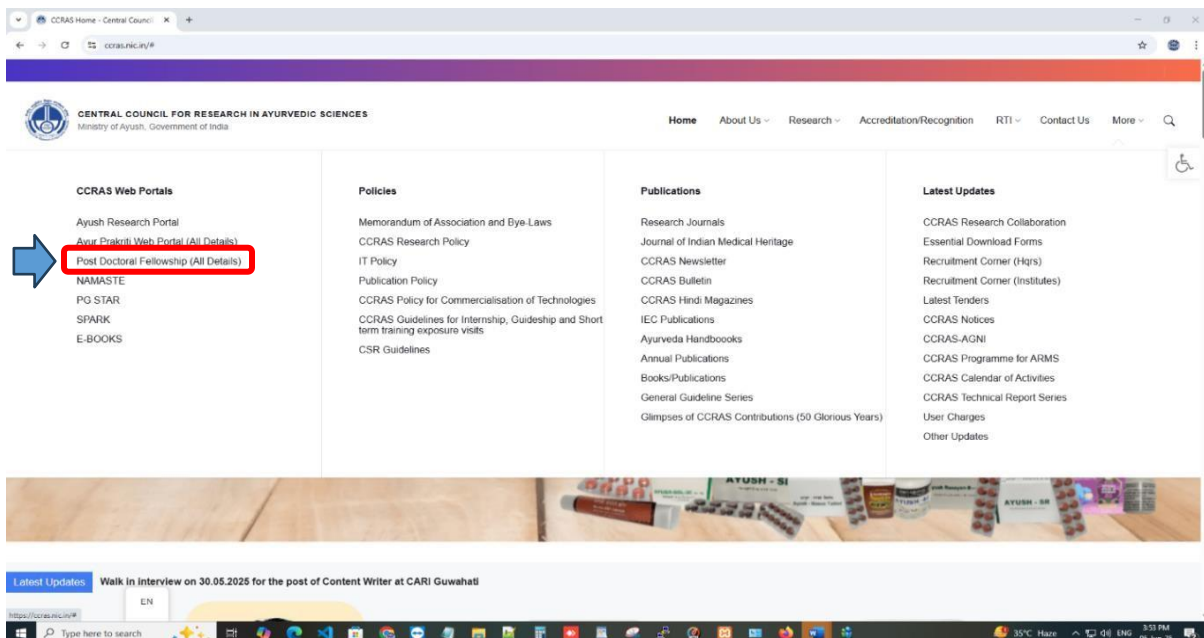 CCRAS Home - Central Counci
ccras.nic.in/#
CENTRAL COUNCIL FOR RESEARCH IN AYURVEDIC SCIENCES
Ministry of Ayush, Government of India
Home About Us Research Accreditation/Recognition RTI Contact Us More
CCRAS Web Portals
Ayush Research Portal
Ayur Prakriti Web Portal (All Details)
Post Doctoral Fellowship (All Details)
NAMASTE
PG STAR
SPARK
E-BOOKS
Policies
Memorandum of Association and Bye-Laws
CCRAS Research Policy
IT Policy
Publication Policy
CCRAS Policy for Commercialisation of Technologies
CCRAS Guidelines for Internship, Guideship and Short
term training exposure visits
CSR Guidelines
Publications
Research Journals
Journal of Indian Medical Heritage
CCRAS Newsletter
CCRAS Bulletin
CCRAS Hindi Magazines
IEC Publications
Ayurveda Handboooks
Annual Publications
Books/Publications
General Guideline Series
Glimpses of CCRAS Contributions (50 Glorious Years)
Latest Updates
CCRAS Research Collaboration
Essential Download Forms
Recruitment Corner (Hqrs)
Recruitment Corner (Institutes)
Latest Tenders
CCRAS Notices
CCRAS-AGNI
CCRAS Programme for ARMS
CCRAS Calendar of Activities
CCRAS Technical Report Series
User Charges
Other Updates
AYUSH - SI
AYUSH - SR
Latest Updates Walk in interview on 30.05.2025 for the post of Content Writer at CARI Guwahati
EN
https://ccras.nic.in/#
Type here to search
35°C Haze ENG 3:53 PM